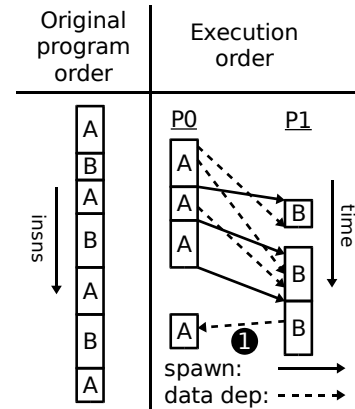 Original
program
order
Execution
order
P0
P1
A
B
A
B
A
B
A
insns
A
A
A
A
B
B
B
time
1
spawn:
data dep: